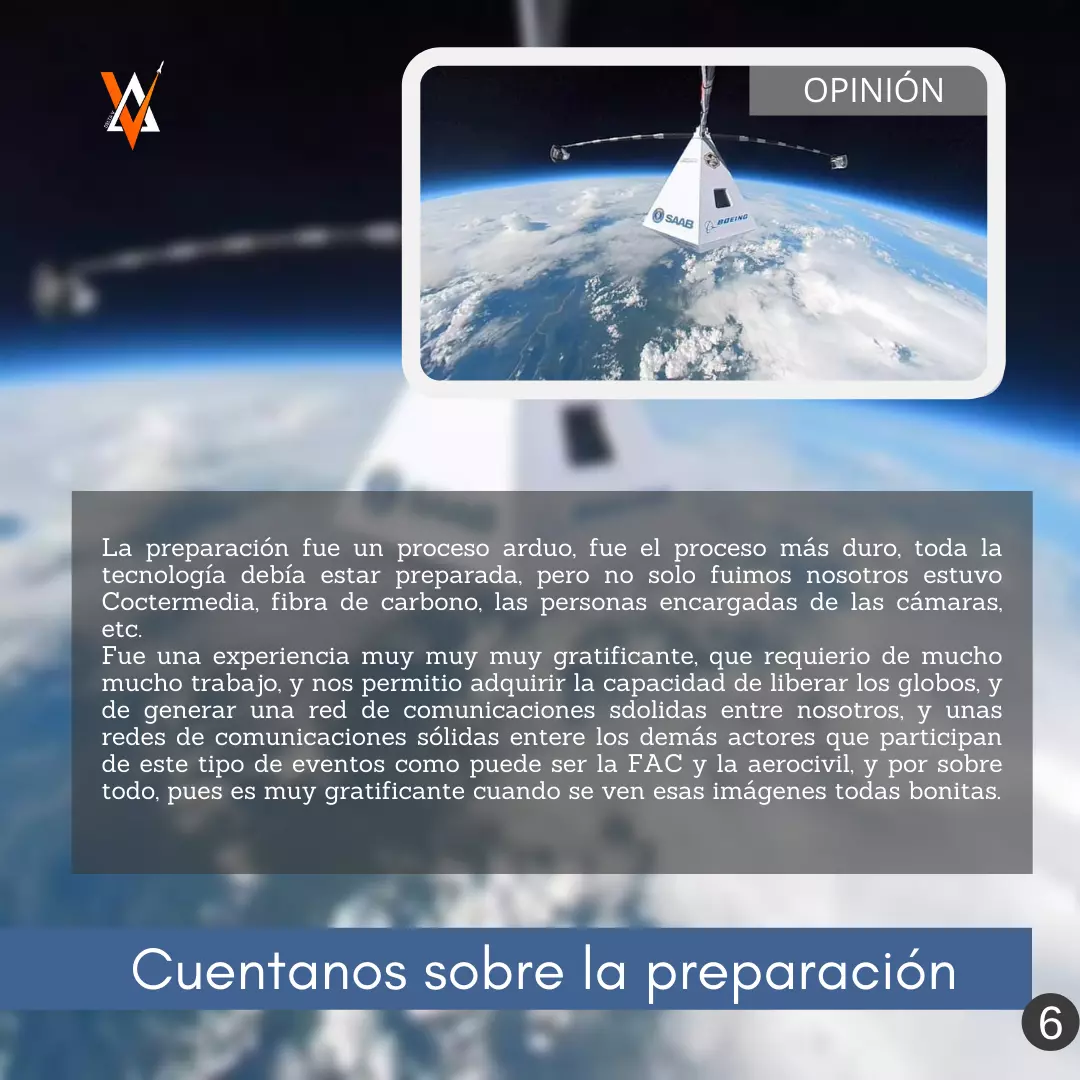 OPINIÓN
SAAB
BOEING
La preparación fue un proceso arduo, fue el proceso más duro, toda la
tecnología debía estar preparada, pero no solo fuimos nosotros estuvo
Coctermedia, fibra de carbono, las personas encargadas de las cámaras,
etc.
Fue una experiencia muy muy muy gratificante, que requierio de mucho
mucho trabajo, y nos permitio adquirir la capacidad de liberar los globos, y
de generar una red de comunicaciones sdolidas entre nosotros, y unas
redes de comunicaciones sólidas entere los demás actores que participan
de este tipo de eventos como puede ser la FAC y la aerocivil, y por sobre
todo, pues es muy gratificante cuando se ven esas imágenes todas bonitas.
Cuentanos sobre la preparación
6